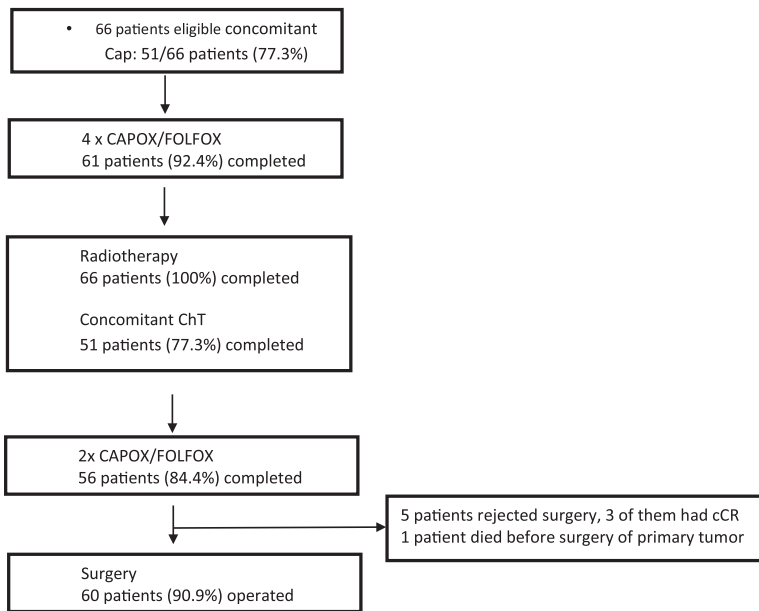 • 66 patients eligible concomitant
Cap: 51/66 patients (77.3%)
4 x CAPOX/FOLFOX
61 patients (92.4%) completed
Radiotherapy
66 patients (100%) completed
Concomitant ChT
51 patients (77.3%) completed
2x CAPOX/FOLFOX
56 patients (84.4%) completed
5 patients rejected surgery, 3 of them had cCR
1 patient died before surgery of primary tumor
Surgery
60 patients (90.9%) operated